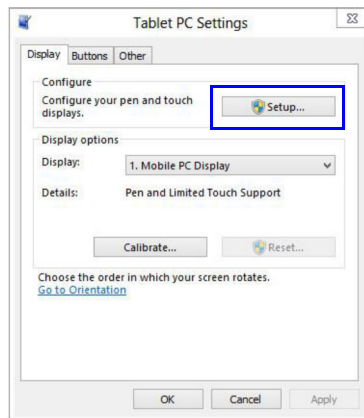 Tablet PC Settings
Display Buttons Other
Configure
Configure your pen and touch
displays.
Setup...
Display options
Display:
1. Mobile PC Display
Details:
Pen and Limited Touch Support
Calibrate...
Reset...
Choose the order in which your screen rotates.
Go to Orientation
OK Cancel Apply